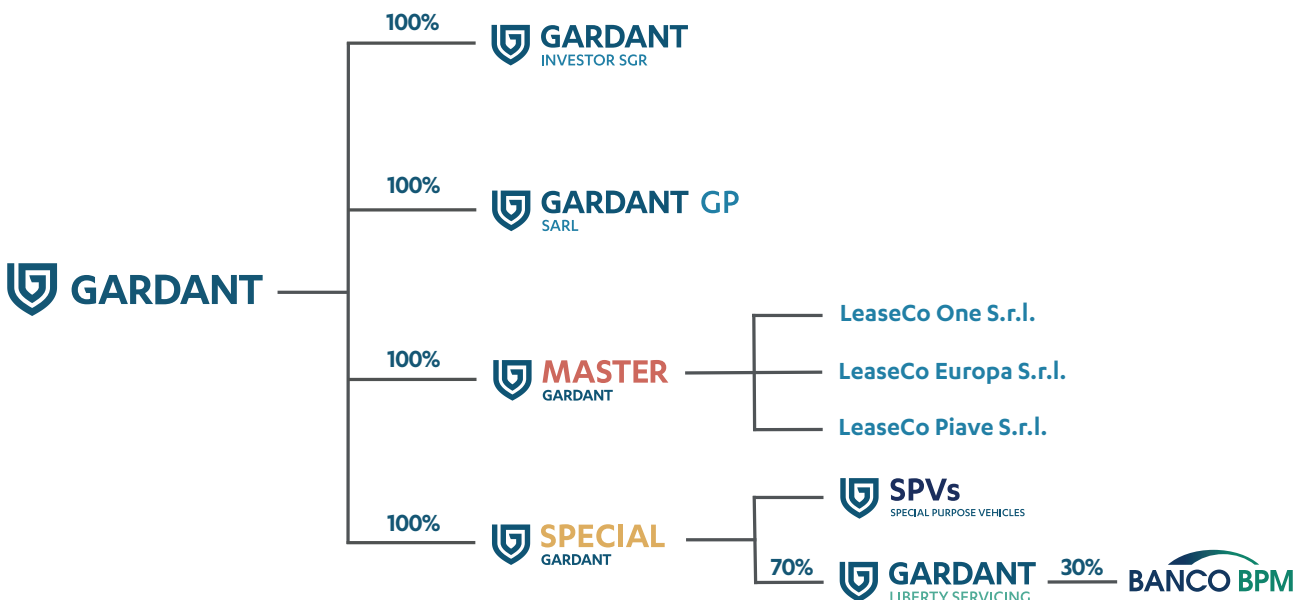 100%
GARDANT
INVESTOR SGR
100%
GARDANT GP
SARL
GARDANT
100%
MASTER
GARDANT
LeaseCo One S.r.l.
LeaseCo Europa S.r.l.
LeaseCo Piave S.r.l.
100%
SPECIAL
GARDANT
SPVs
SPECIAL PURPOSE VEHICLES
70%
GARDANT
LIBERTY SERVICING
30%
BANCO BPM